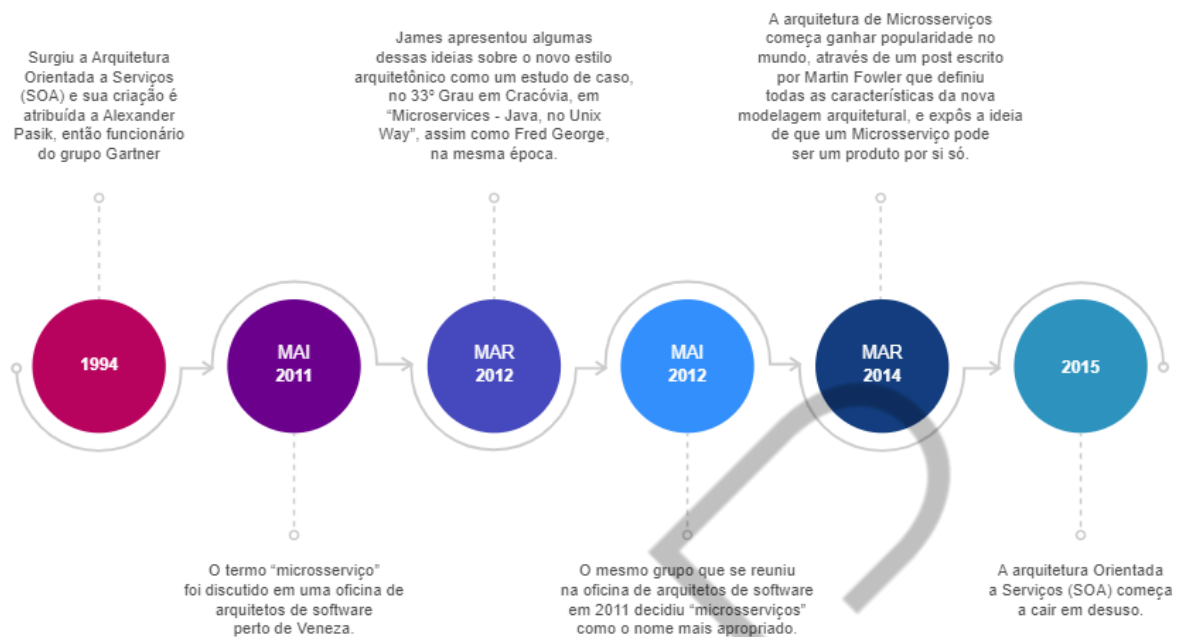 Surgiu a Arquitetura
Orientada a Serviços
(SOA) e sua criação é
atribuída a Alexander
Pasik, então funcionário
do grupo Gartner
James apresentou algumas
dessas ideias sobre o novo estilo
arquitetônico como um estudo de caso,
no 33º Grau em Cracóvia, em
“Microservices - Java, no Unix
Way”, assim como Fred George,
na mesma época.
A arquitetura de Microsserviços
começa ganhar popularidade no
mundo, através de um post escrito
por Martin Fowler que definiu
todas as características da nova
modelagem arquitetural, e expôs a ideia
de que um Microsserviço pode
ser um produto por si só.
1994
MAI
2011
MAR
2012
MAI
2012
MAR
2014
2015
O termo “microsserviço”
foi discutido em uma oficina de
arquitetos de software
perto de Veneza.
O mesmo grupo que se reuniu
na oficina de arquitetos de software
em 2011 decidiu “microsserviços”
como o nome mais apropriado.
A arquitetura Orientada
a Serviços (SOA) começa
a cair em desuso.